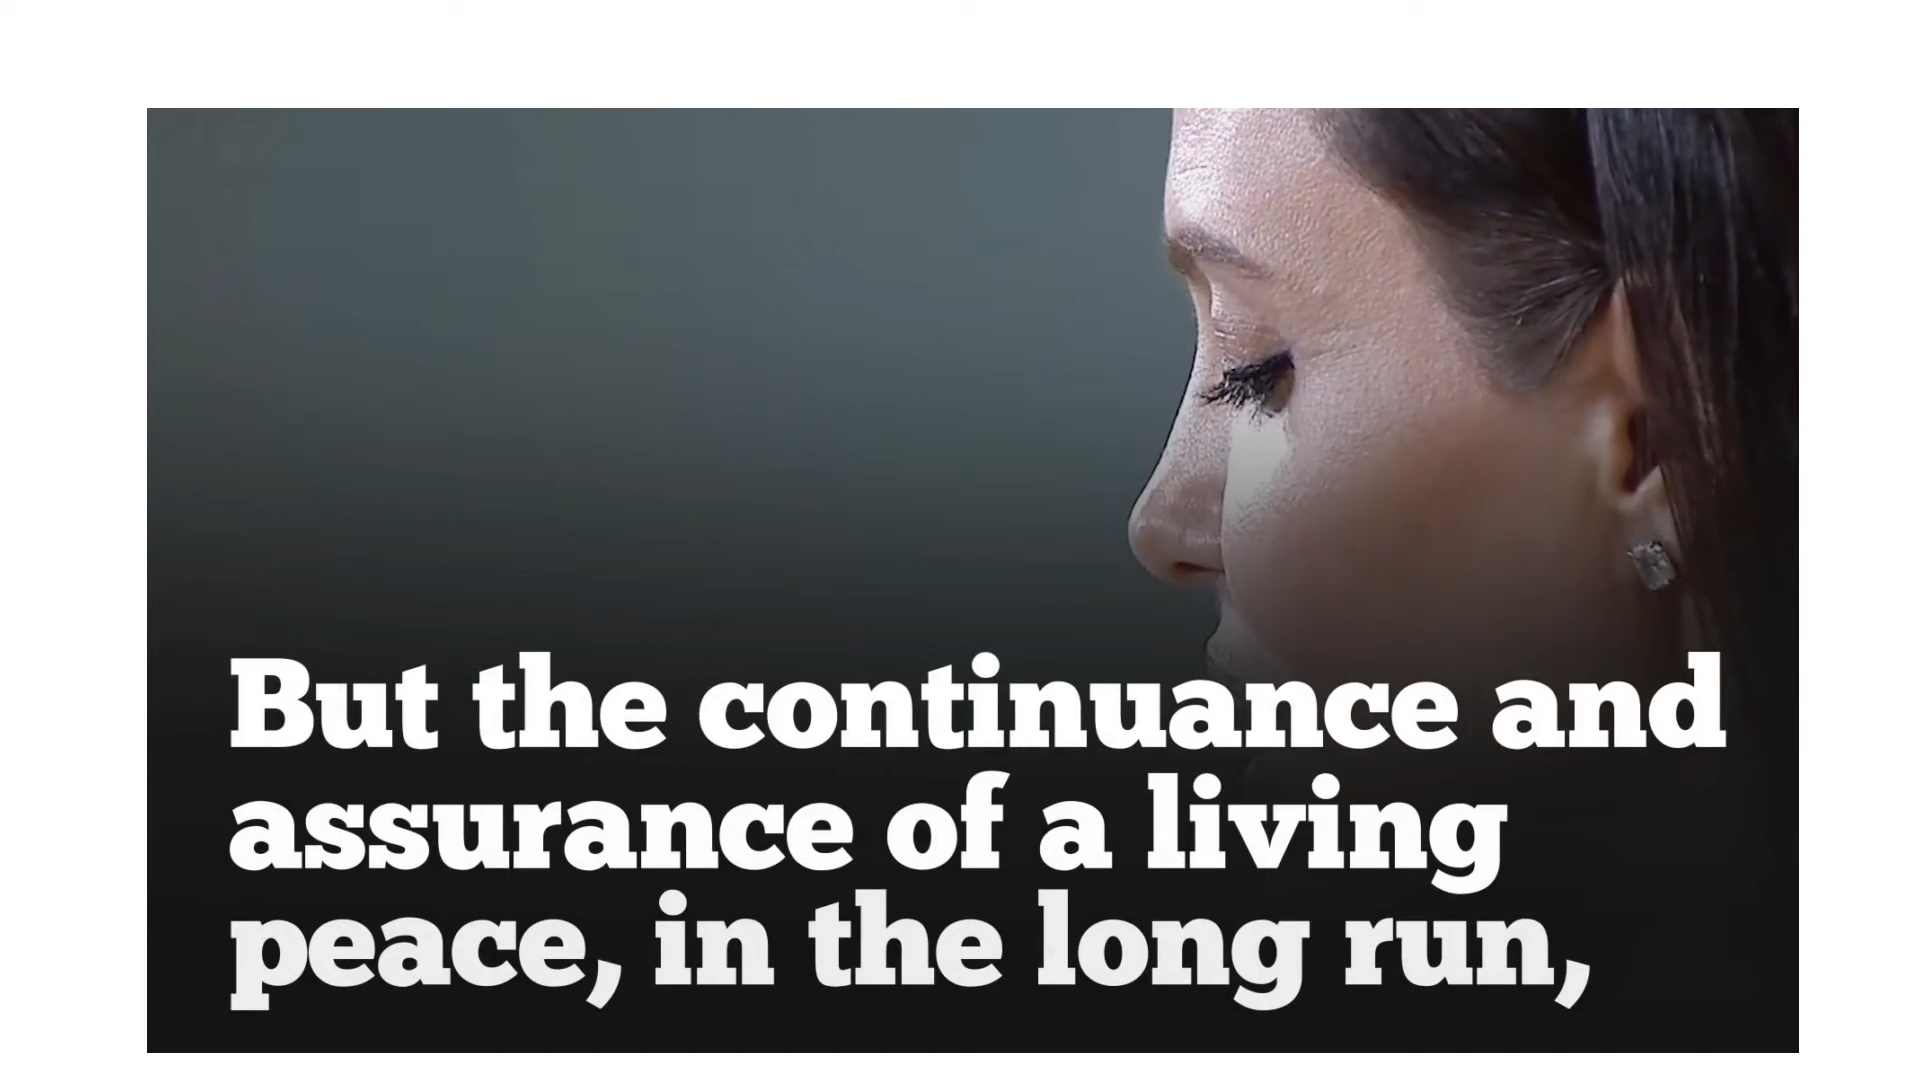 But the continuance and
assurance of a living
peace, in the long run,